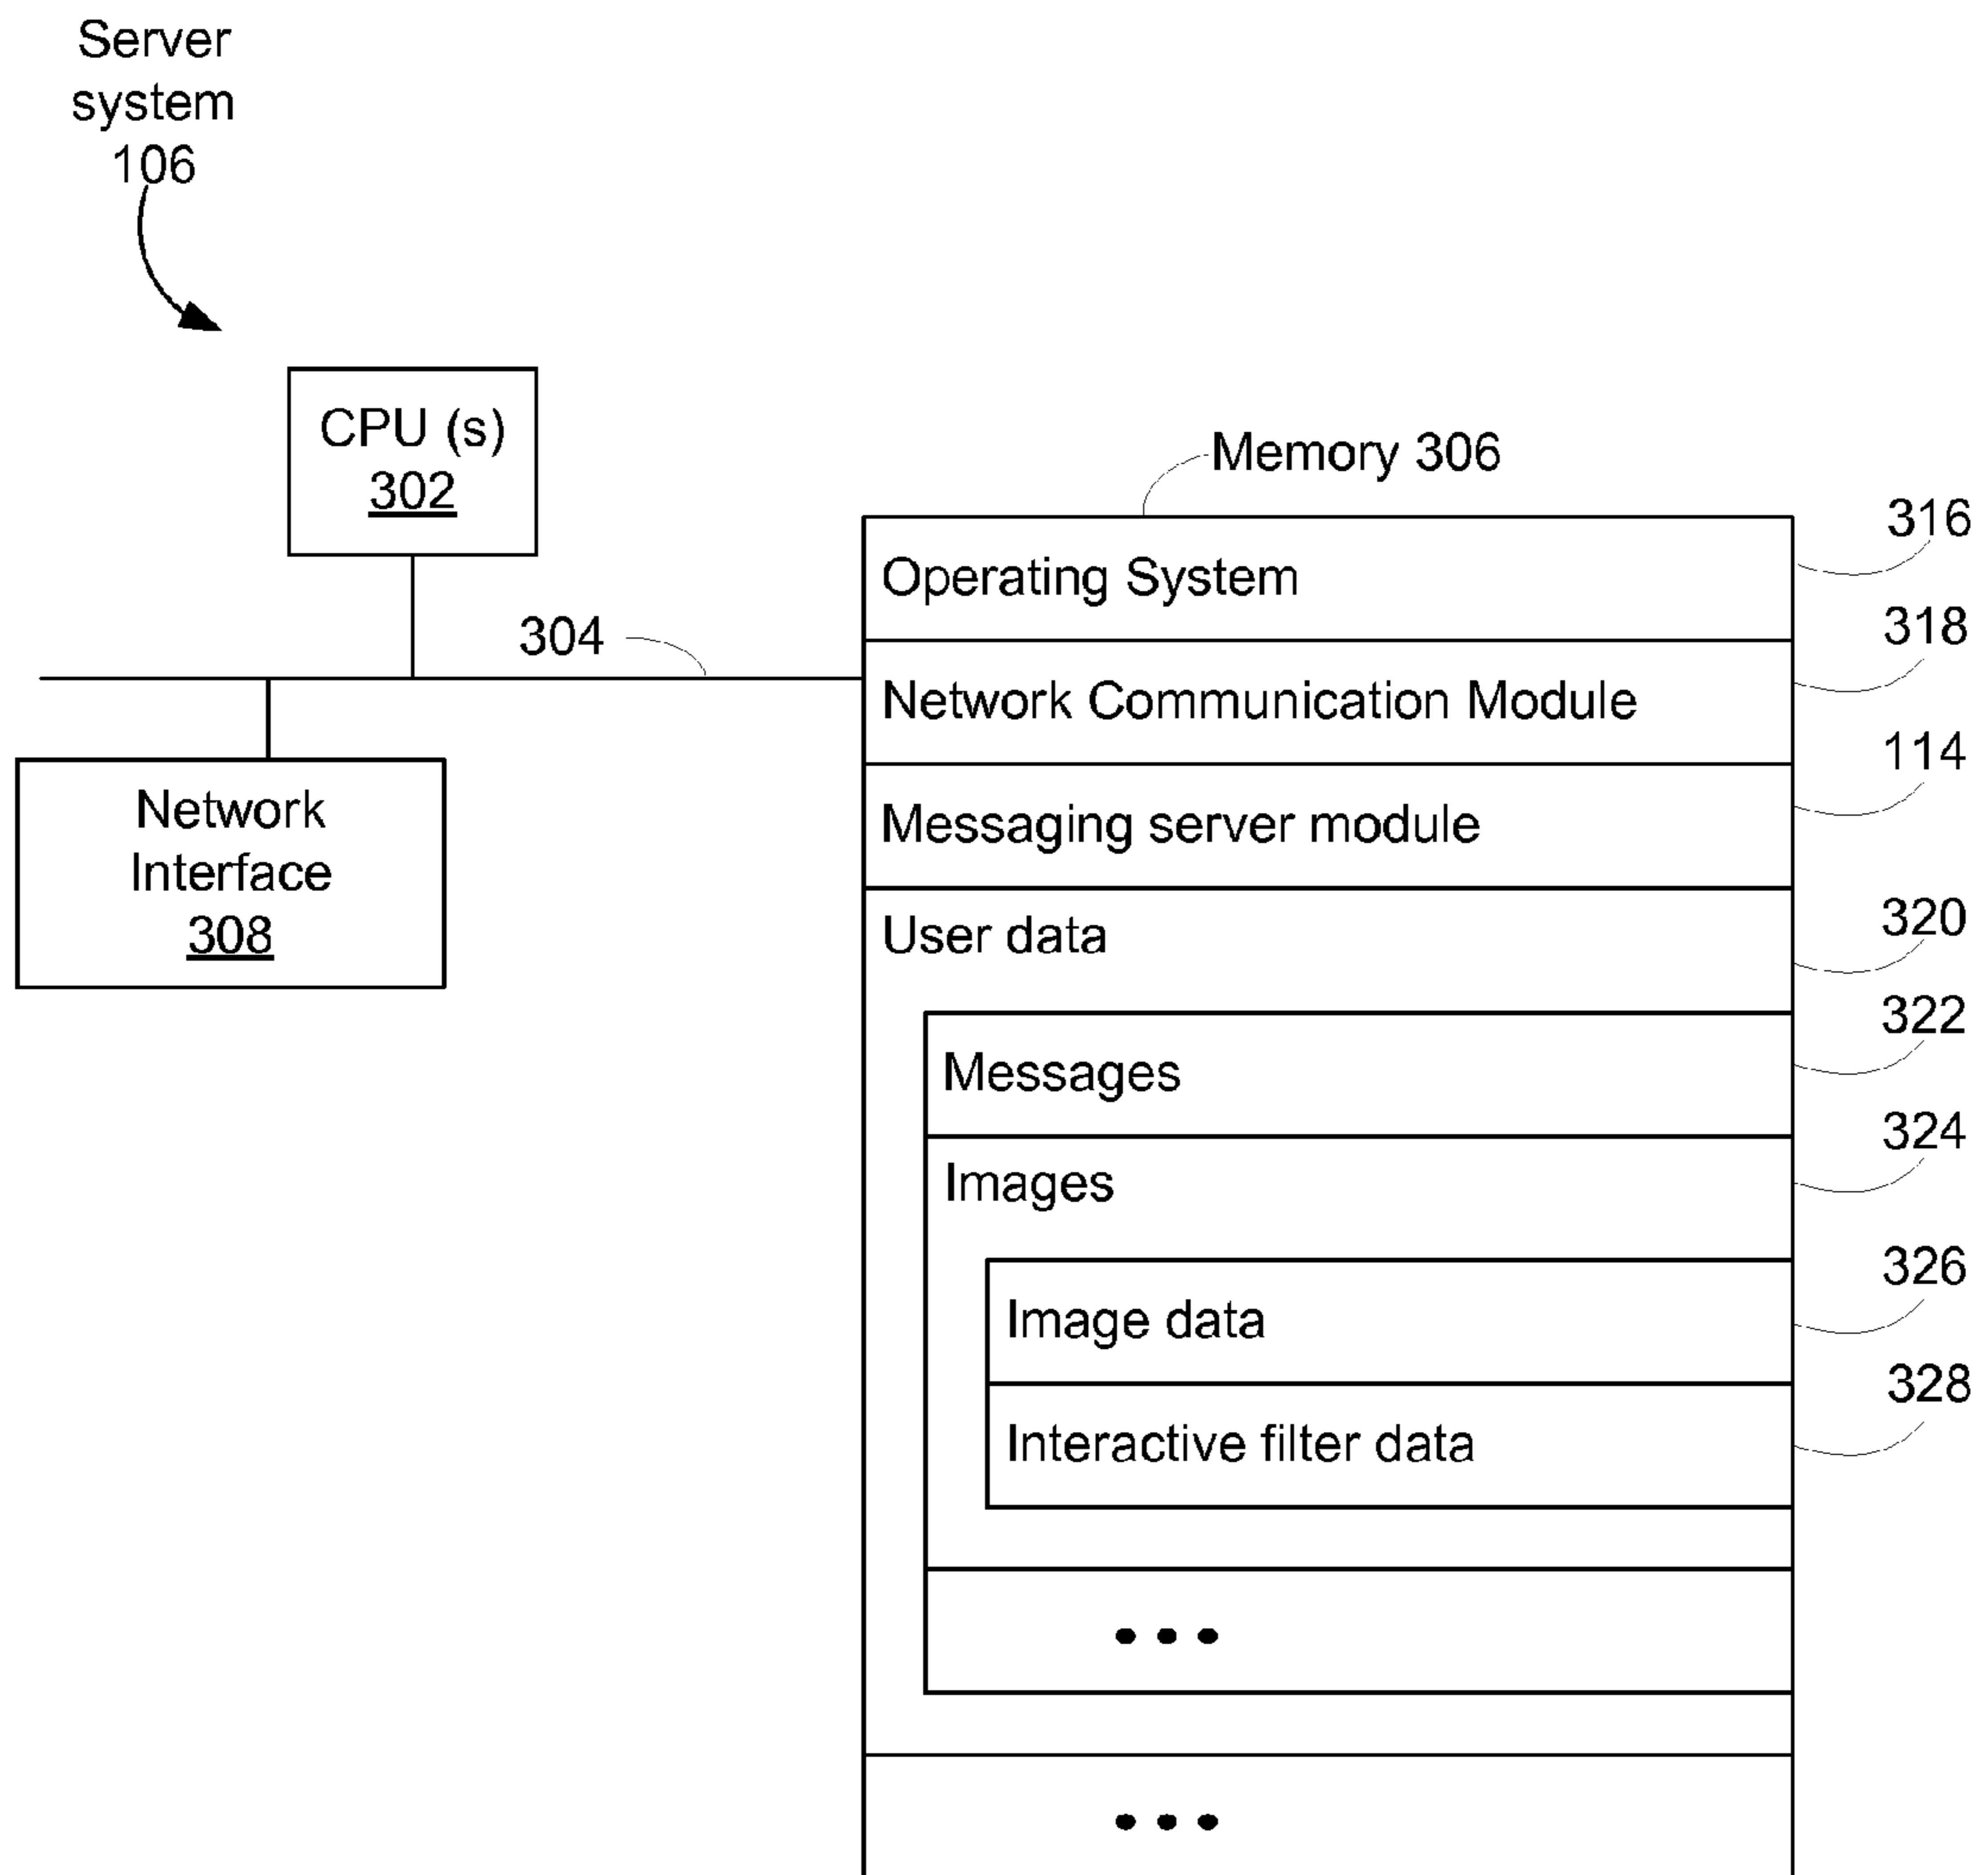 Server
system
106
CPU (s)
302
Memory 306
316
Operating System
304
318
Network Communication Module
114
Messaging server module
Network
Interface
308
320
User data
322
Messages
324
Images
326
Image data
328
Interactive filter data
• • •
• • •